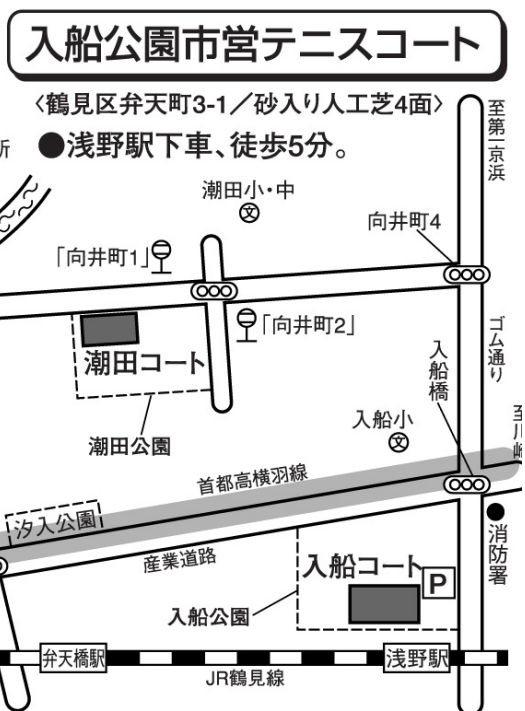 入船公園市営テニスコート
〈鶴見区弁天町3-1／砂入り人工芝4面〉
●浅野駅下車、徒歩5分。
所
至第一京浜
潮田小・中
文
向井町4
「向井町1」
「向井町2」
ゴム通り
潮田コート
入船橋
潮田公園
入船小
文
至川崎
首都高横羽線
汐入公園
産業道路
消防署
入船コート
P
入船公園
弁天橋駅
浅野駅
JR鶴見線